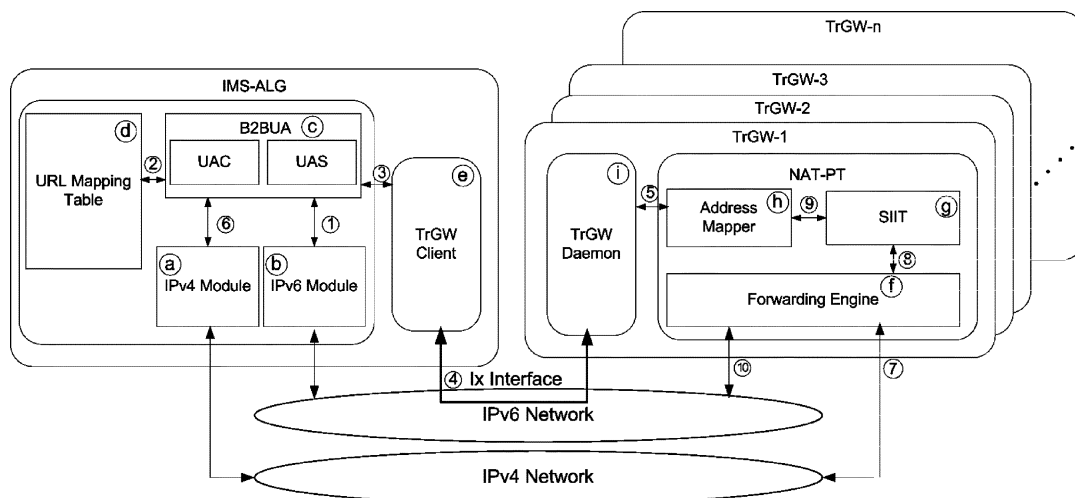 TrGW-n
TrGW-3
TrGW-2
TrGW-1
IMS-ALG
d
URL Mapping
Table
②
B2BUA c
UAC
UAS
③
e
TrGW
Client
⑥
①
a
IPv4 Module
b
IPv6 Module
i
TrGW
Daemon
⑤
NAT-PT
Address
Mapper
h
⑨
SIIT
g
⑧
f
Forwarding Engine
④ Ix Interface
⑩
⑦
IPv6 Network
IPv4 Network